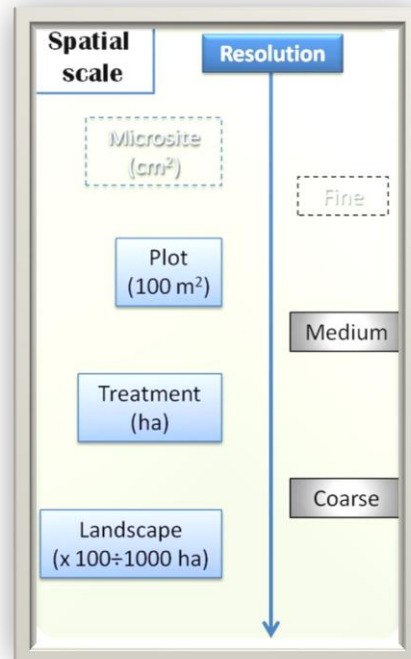 Spatial
scale
Resolution
Microsite
(cm²)
Fine
Plot
(100 m²)
Medium
Treatment
(ha)
Coarse
Landscape
(x 100÷1000 ha)